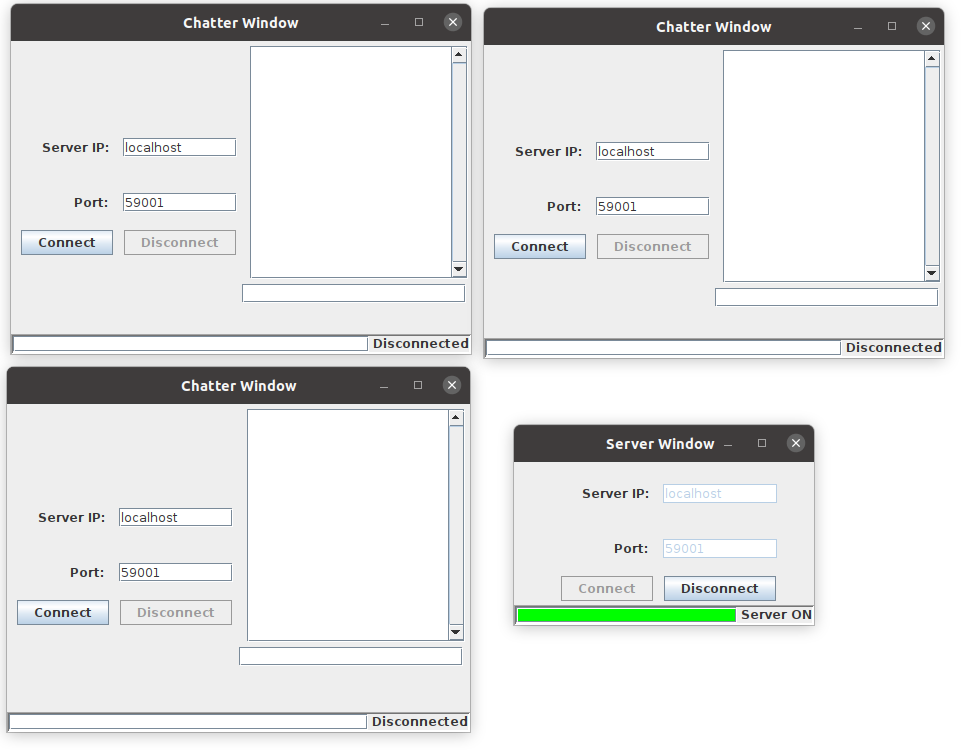 Chatter Window
Server IP: localhost
Port: 59001
Connect Disconnect
Disconnected
Chatter Window
Server IP: localhost
Port: 59001
Connect Disconnect
Disconnected
Chatter Window
Server IP: localhost
Port: 59001
Connect Disconnect
Disconnected
Server Window
Server IP: localhost
Port: 59001
Connect Disconnect
Server ON